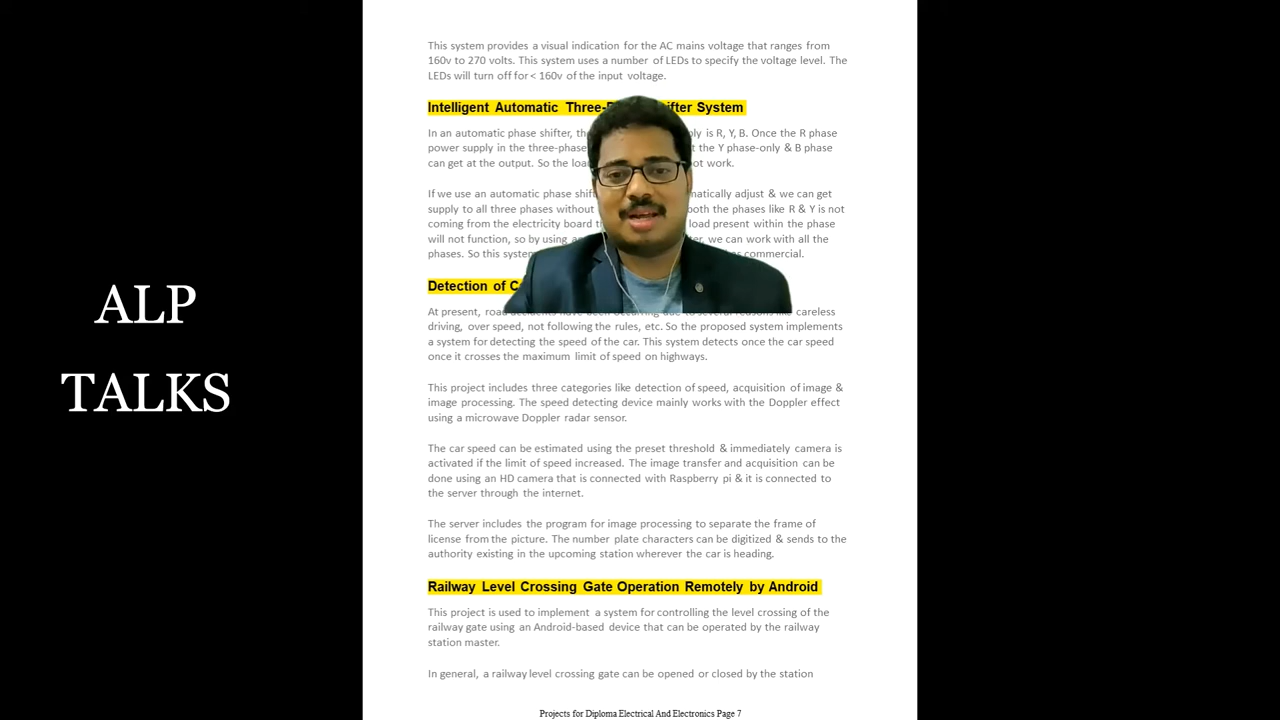 This system provides a visual indication for the AC mains voltage that ranges from
160v to 270 volts. This system uses a number of LEDs to specify the voltage level. The
LEDs will turn off for < 160v of the input voltage.
Intelligent Automatic Three- ifter System
In an automatic phase shifter, the ly is R, Y, B. Once the R phase
power supply in the three-phase t the Y phase-only & B phase
can get at the output. So the load ot work.
If we use an automatic phase shift matically adjust & we can get
supply to all three phases without both the phases like R & Y is not
coming from the electricity board load present within the phase
will not function, so by using we can work with all the
phases. So this system commercial.
Detection of
At present, road accidents have been occurring due to several reasons like careless
driving, over speed, not following the rules, etc. So the proposed system implements
a system for detecting the speed of the car. This system detects once the car speed
once it crosses the maximum limit of speed on highways.
This project includes three categories like detection of speed, acquisition of image &
image processing. The speed detecting device mainly works with the Doppler effect
using a microwave Doppler radar sensor.
The car speed can be estimated using the preset threshold & immediately camera is
activated if the limit of speed increased. The image transfer and acquisition can be
done using an HD camera that is connected with Raspberry pi & it is connected to
the server through the internet.
The server includes the program for image processing to separate the frame of
license from the picture. The number plate characters can be digitized & sends to the
authority existing in the upcoming station wherever the car is heading.
Railway Level Crossing Gate Operation Remotely by Android
This project is used to implement a system for controlling the level crossing of the
railway gate using an Android-based device that can be operated by the railway
station master.
In general, a railway level crossing gate can be opened or closed by the station
Projects for Diploma Electrical And Electronics Page 7
ALP
TALKS